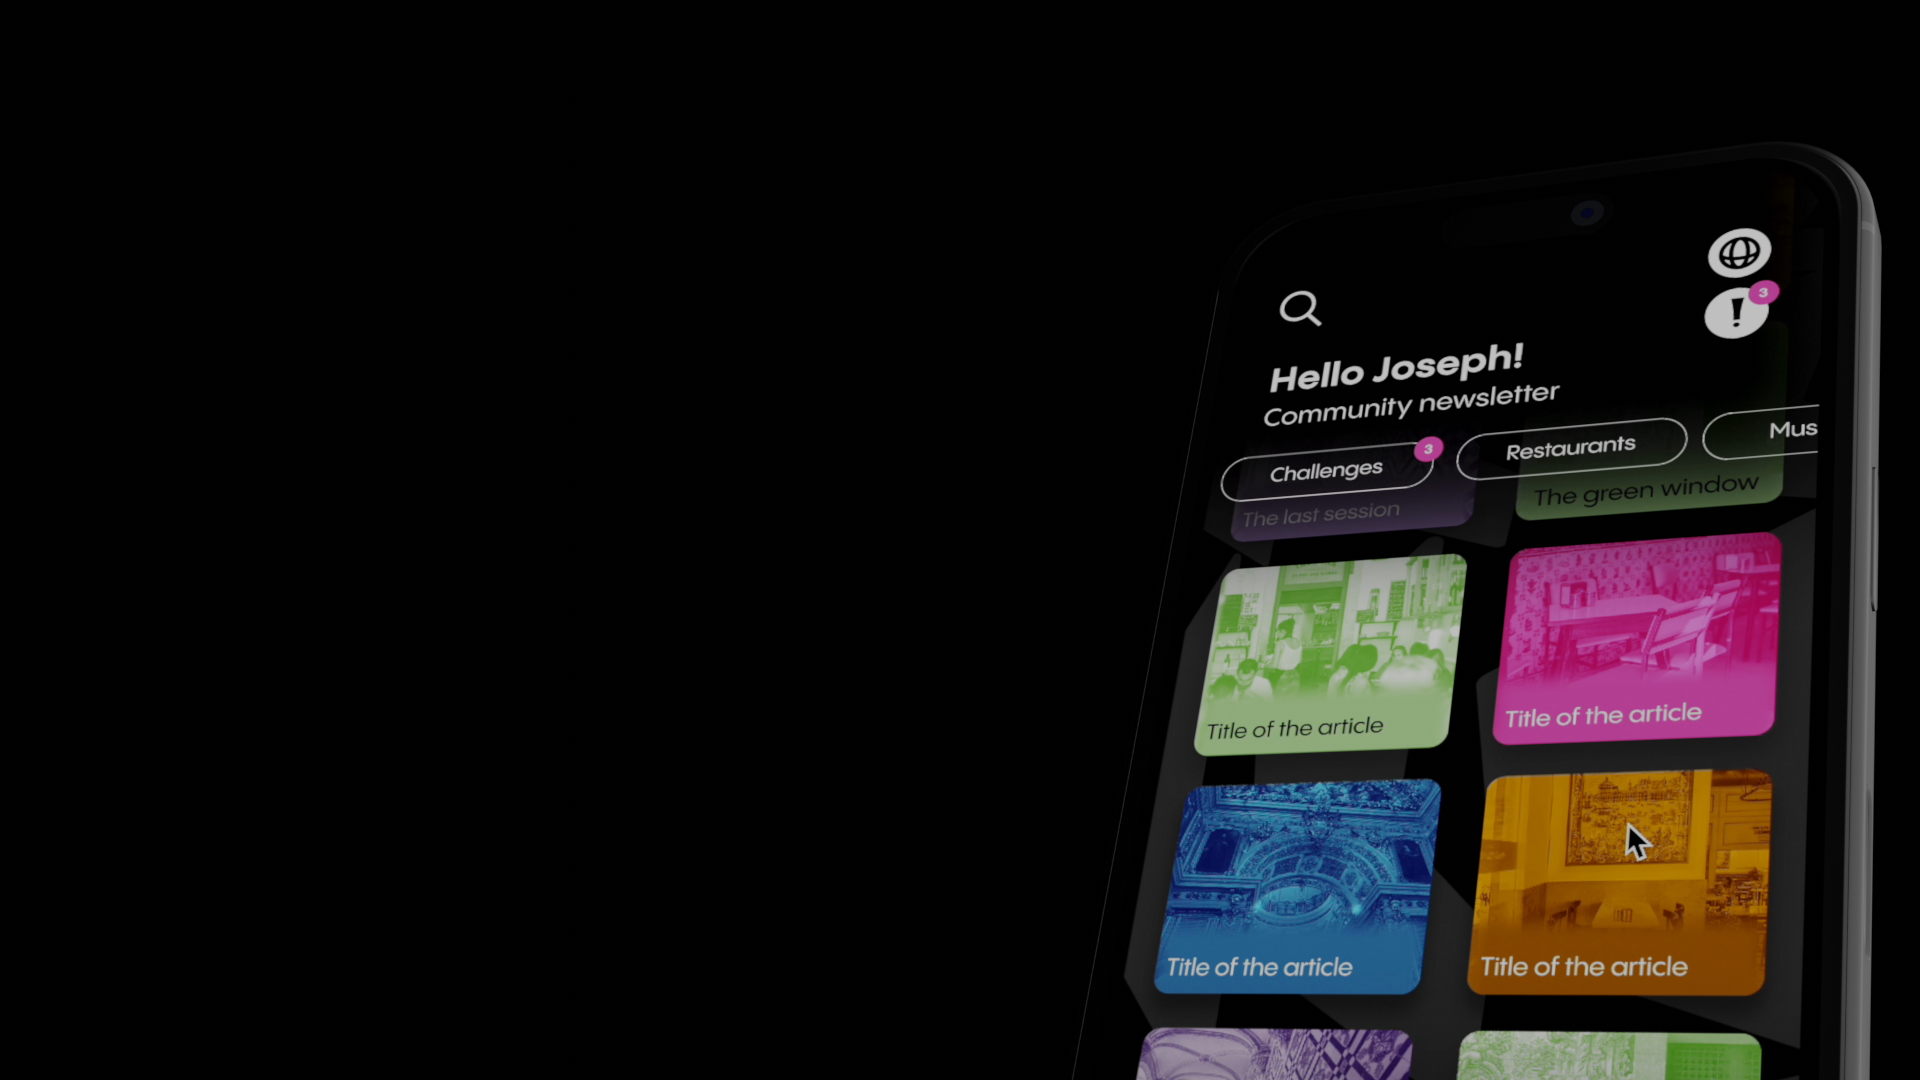 3
Hello Joseph!
Community newsletter
Challenges
3
Restaurants
Mus
The last session
The green window
Title of the article
Title of the article
Title of the article
Title of the article